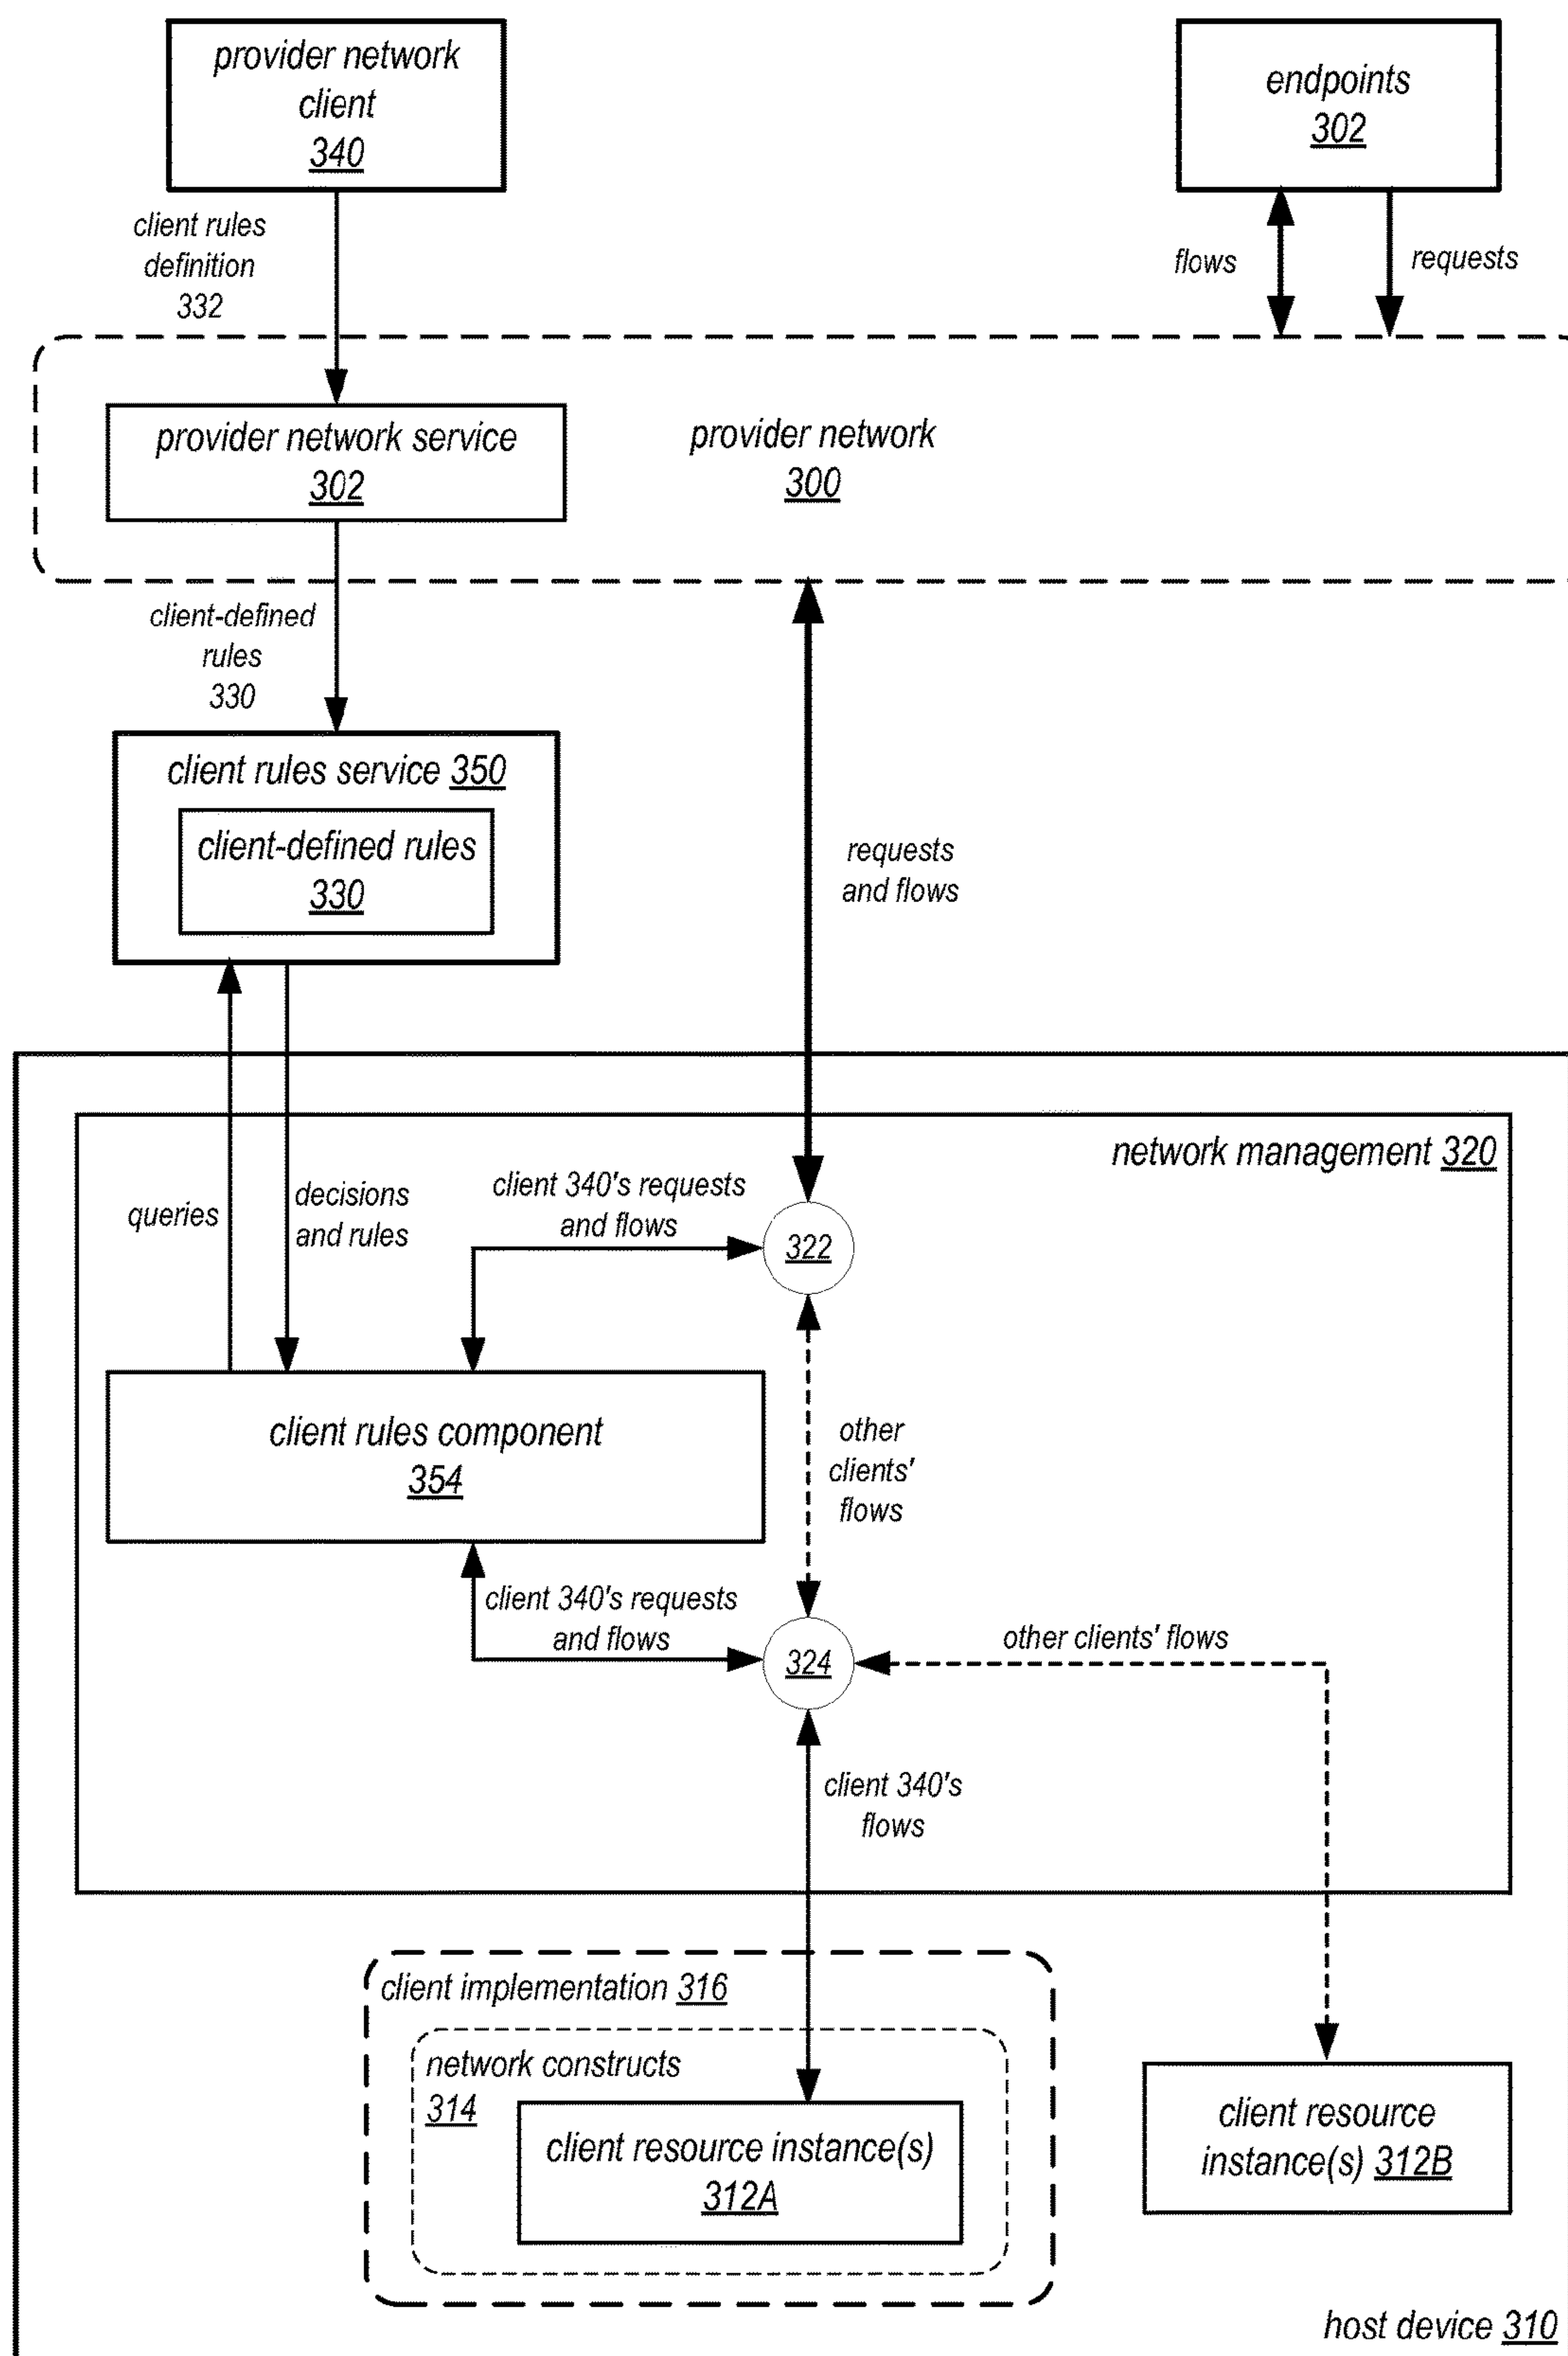 provider network
client
340
endpoints
302
client rules
definition
332
flows
requests
provider network service
302
provider network
300
client-defined
rules
330
client rules service 350
client-defined rules
330
requests
and flows
network management 320
queries
decisions
and rules
client 340's requests
and flows
322
client rules component
354
other
clients'
flows
client 340's requests
and flows
324
other clients' flows
client 340's
flows
client implementation 316
network constructs
314
client resource instance(s)
312A
client resource
instance(s) 312B
host device 310